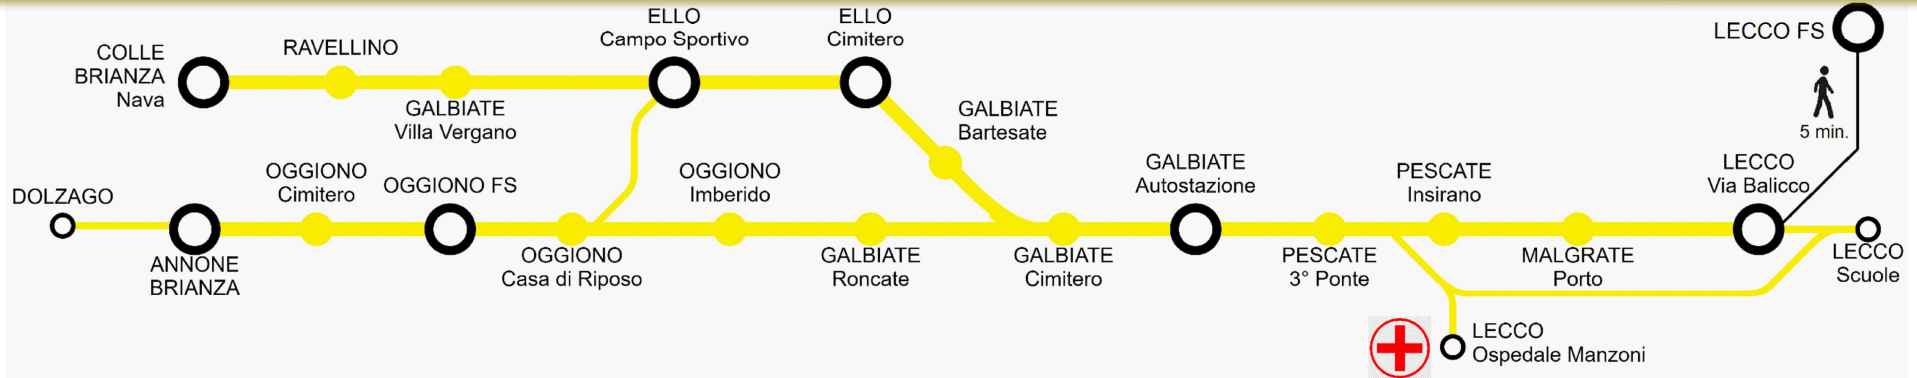 COLLE
BRIANZA
Nava
RAVELLINO
GALBIATE
Villa Vergano
ELLO
Campo Sportivo
ELLO
Cimitero
GALBIATE
Bartesate
LECCO FS
5 min.
DOLZAGO
ANNONE
BRIANZA
OGGIONO
Cimitero
OGGIONO FS
OGGIONO
Casa di Riposo
OGGIONO
Imberido
GALBIATE
Roncate
GALBIATE
Cimitero
GALBIATE
Autostazione
PESCATE
3° Ponte
PESCATE
Insirano
MALGRATE
Porto
LECCO
Via Balicco
LECCO
Scuole
LECCO
Ospedale Manzoni